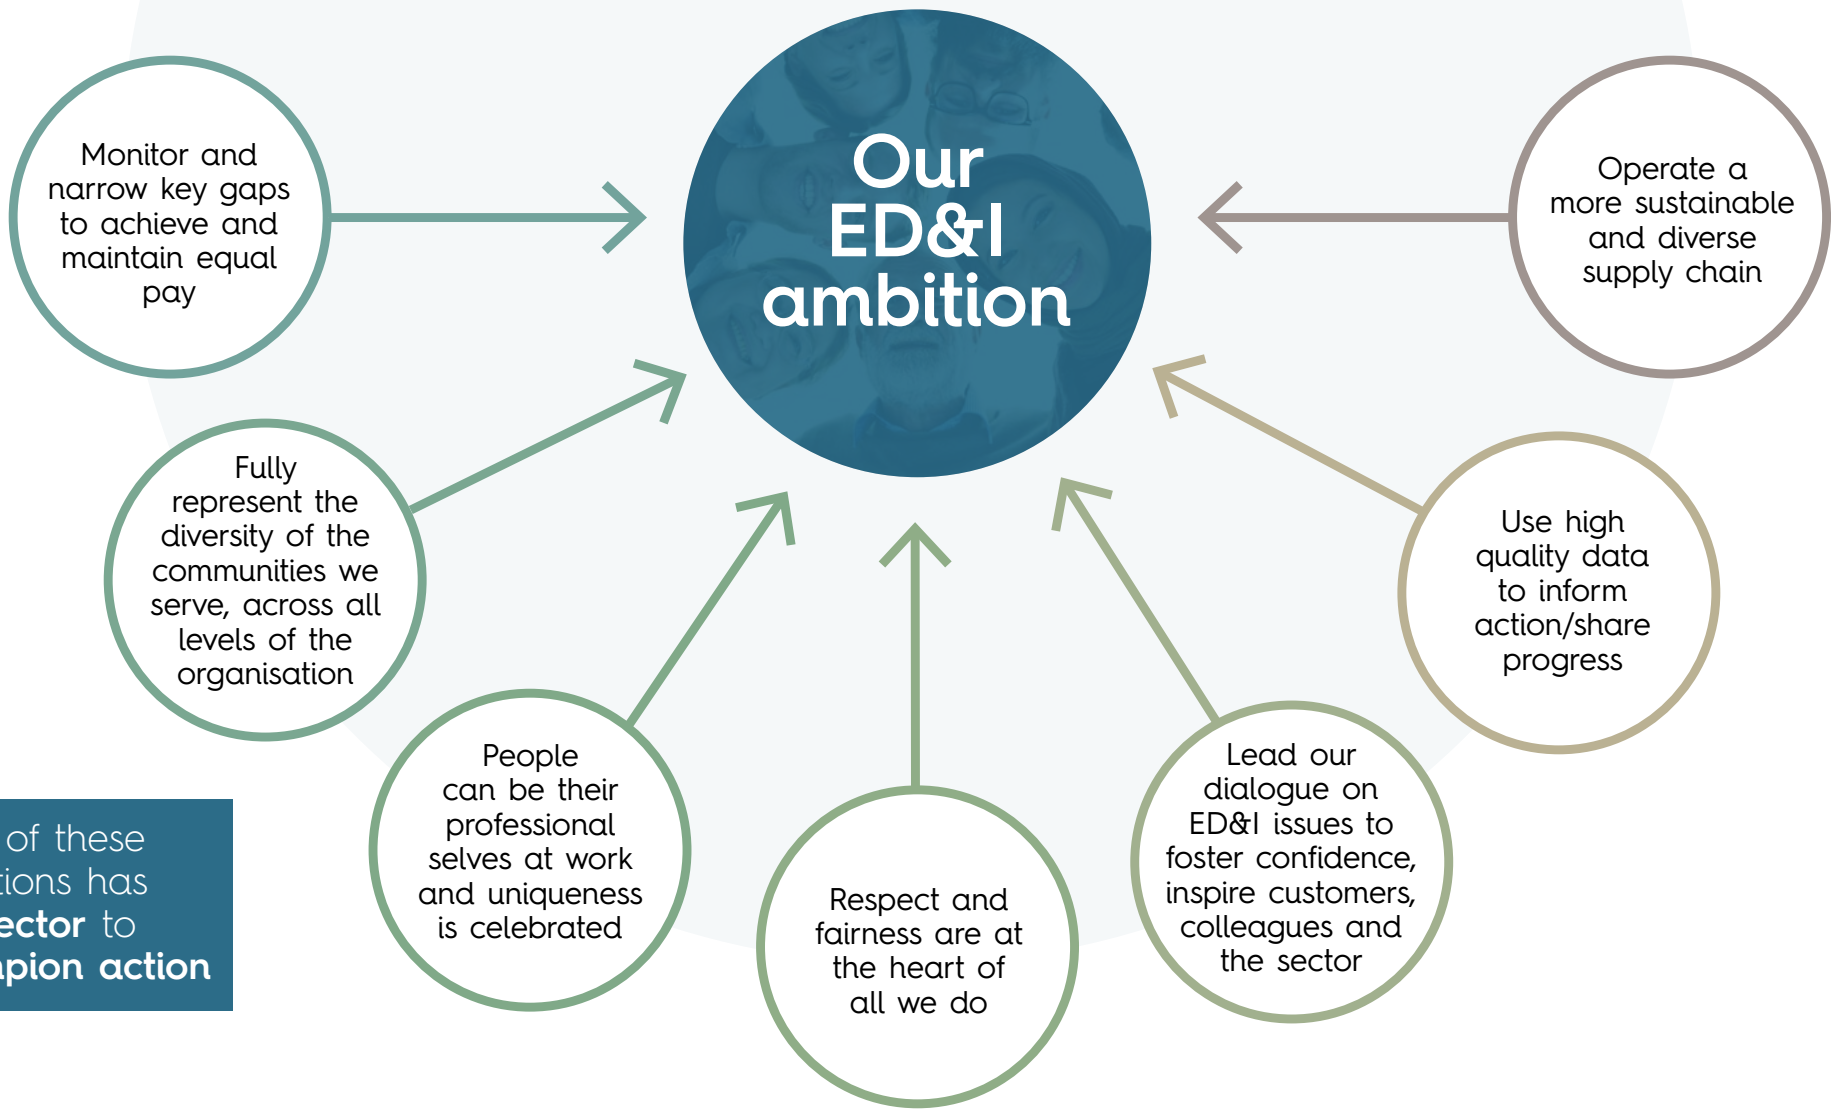 Our
ED&I
ambition
Monitor and
narrow key gaps
to achieve and
maintain equal
pay
Fully
represent the
diversity of the
communities we
serve, across all
levels of the
organisation
People
can be their
professional
selves at work
and uniqueness
is celebrated
Respect and
fairness are at
the heart of
all we do
Lead our
dialogue on
ED&I issues to
foster confidence,
inspire customers,
colleagues and
the sector
Use high
quality data
to inform
action/share
progress
Operate a
more sustainable
and diverse
supply chain
of these
has
to
action